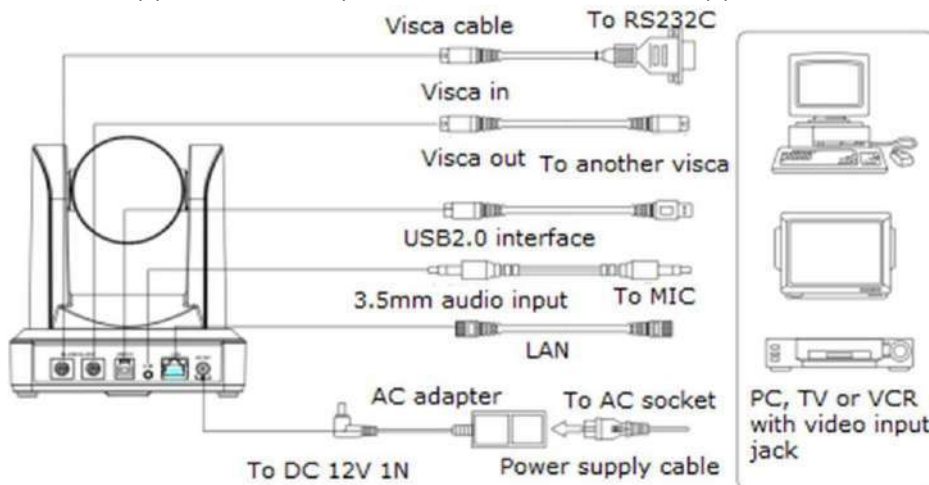 Visca cable
To RS232C
Visca in
Visca out
To another visca
USB2.0 interface
3.5mm audio input
To MIC
LAN
AC adapter
To AC socket
To DC 12V 1N
Power supply cable
PC, TV or VCR
with video input
jack